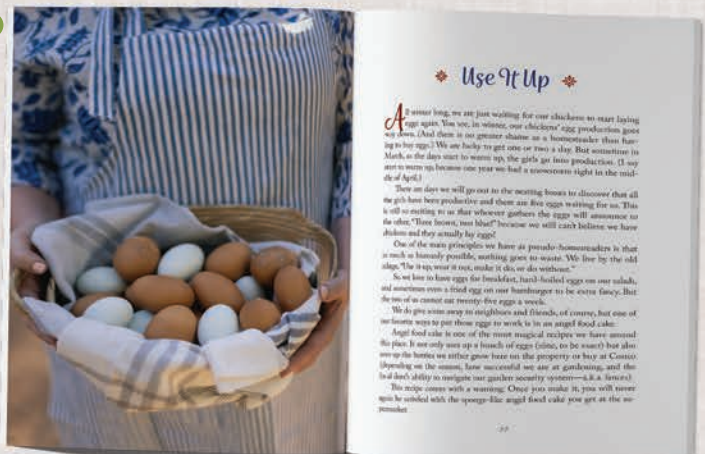 Use It Up
All winter long, we are just waiting for our chickens to start laying
eggs again. You see, in winter, our chickens' egg production goes
way down. (And there is no greater shame as a homesteader than hav-
ing to buy eggs.) We are lucky to get one or two a day. But sometime in
March, as the days start to warm up, the girls go into production. (I say
start to warm up, because one year we had a snowstorm right in the mid-
dle of April.)
There are days we will go out to the nesting boxes to discover that all
the girls have been productive and there are five eggs waiting for us. This
is still so exciting to us that whoever gathers the eggs will announce to
the other, "Three brown, two blue!" because we still can't believe we have
chickens and they actually lay eggs!
One of the main principles we have as pseudo-homesteaders is that
as much as humanly possible, nothing goes to waste. We live by the old
adage, "Use it up, wear it out, make it do, or do without."
So we love to have eggs for breakfast, hard-boiled eggs on our salads,
and sometimes even a fried egg on our hamburger to be extra fancy. But
the two of us cannot eat twenty-five eggs a week.
We do give some away to neighbors and friends, of course, but one of
our favorite ways to put those eggs to work is in an angel food cake.
Angel food cake is one of the most magical recipes we have around
this place. It not only uses up a bunch of eggs (nine, to be exact) but also
uses up the berries we either grow here on the property or buy at Costco
(depending on the season, how successful we are at gardening, and the
local deer's ability to navigate our garden security system—a.k.a. fences).
This recipe comes with a warning: Once you make it, you will never
again be satisfied with the sponge-like angel food cake you get at the su-
permarket